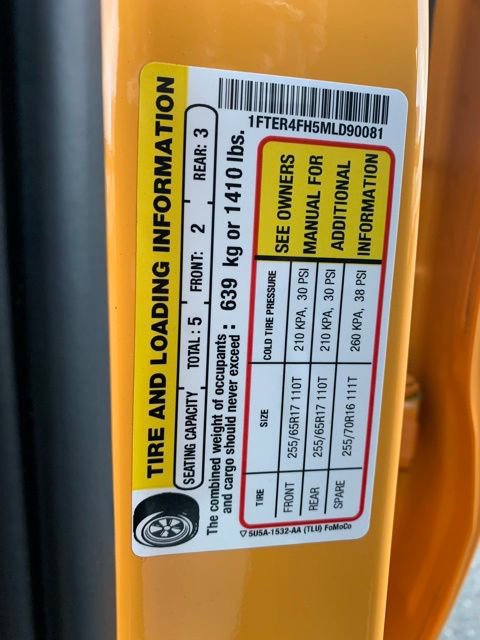 TIRE AND LOADING INFORMATION
SEATING CAPACITY TOTAL : 5 FRONT: 2 REAR: 3
The combined weight of occupants and cargo should never exceed : 639 kg or 1410 lbs.
1FTER4FH5MLD90081
TIRE SIZE COLD TIRE PRESSURE
FRONT 255/65R17 110T 210 KPA, 30 PSI
REAR 255/65R17 110T 210 KPA, 30 PSI
SPARE 255/70R16 111T 260 KPA, 38 PSI
SEE OWNERS
MANUAL FOR
ADDITIONAL
INFORMATION
5U5A-1532-AA (TLU) FoMoCo